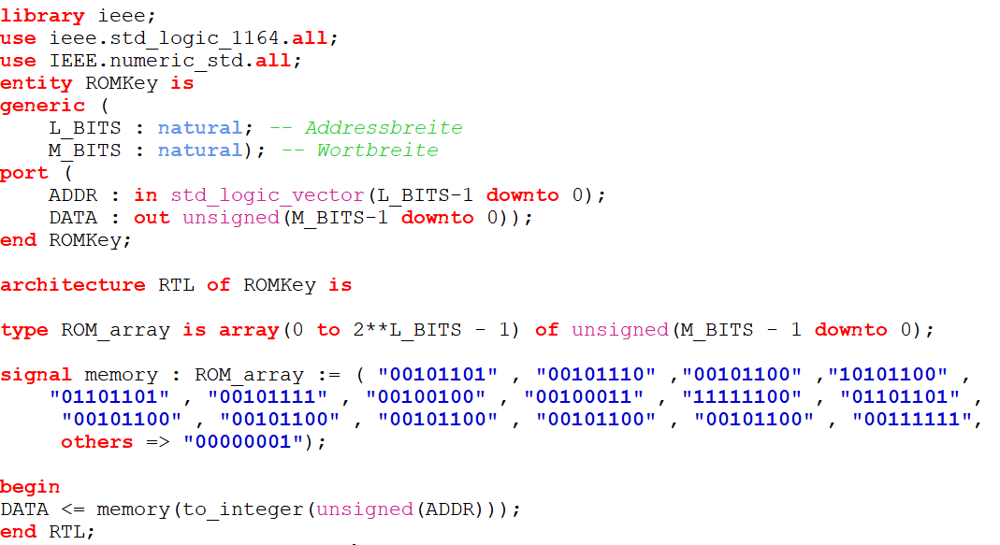 library ieee;
use ieee.std_logic_1164.all;
use IEEE.numeric_std.all;
entity ROMKey is
generic (
    L_BITS : natural; -- Addressbreite
    M_BITS : natural); -- Wortbreite
port (
    ADDR : in std_logic_vector(L_BITS-1 downto 0);
    DATA : out unsigned(M_BITS-1 downto 0));
end ROMKey;

architecture RTL of ROMKey is

type ROM_array is array(0 to 2**L_BITS - 1) of unsigned(M_BITS - 1 downto 0);

signal memory : ROM_array := ( "00101101" , "00101110" ,"00101100" ,"10101100" ,
    "01101101" , "00101111" , "00100100" , "00100011" , "11111100" , "01101101" ,
     "00101100" , "00101100" , "00101100" , "00101100" , "00101100" , "00111111",
     others => "00000001");

begin
DATA <= memory(to_integer(unsigned(ADDR)));
end RTL;